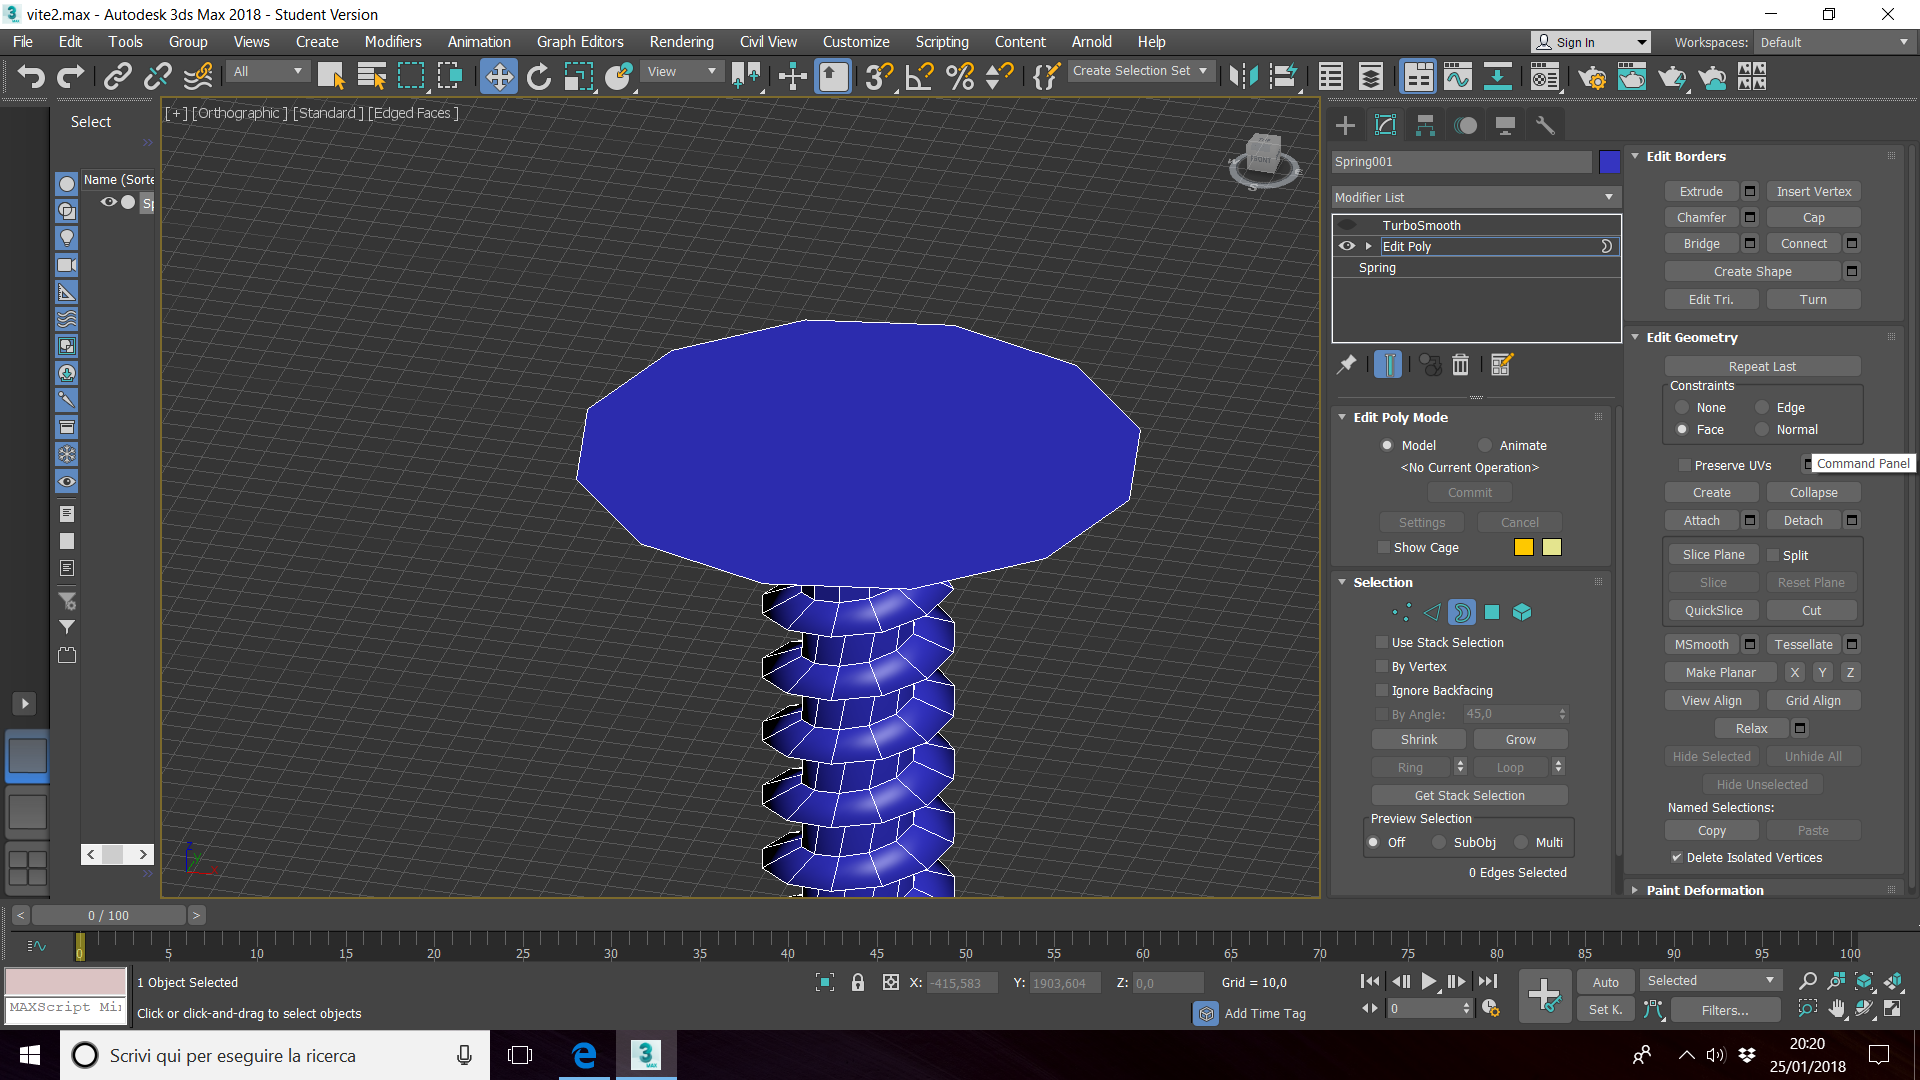 vite2.max - Autodesk 3ds Max 2018 - Student Version
File Edit Tools Group Views Create Modifiers Animation Graph Editors Rendering Civil View Customize Scripting Content Arnold Help
Sign In Workspaces: Default
All View Create Selection Set
[+] [Orthographic ] [Standard ] [Edged Faces ]
Select
Name (Sorte
Sp
FRONT
Spring001
Modifier List
TurboSmooth
Edit Poly
Spring
Edit Poly Mode
Model Animate
<No Current Operation>
Commit
Settings Cancel
Show Cage
Selection
Use Stack Selection
By Vertex
Ignore Backfacing
By Angle: 45,0
Shrink Grow
Ring Loop
Get Stack Selection
Preview Selection
Off SubObj Multi
0 Edges Selected
Edit Borders
Extrude Insert Vertex
Chamfer Cap
Bridge Connect
Create Shape
Edit Tri. Turn
Edit Geometry
Repeat Last
Constraints
None Edge
Face Normal
Preserve UVs Command Panel
Create Collapse
Attach Detach
Slice Plane Split
Slice Reset Plane
QuickSlice Cut
MSmooth Tessellate
Make Planar X Y Z
View Align Grid Align
Relax
Hide Selected Unhide All
Hide Unselected
Named Selections:
Copy Paste
Delete Isolated Vertices
Paint Deformation
< 0 / 100 >
0 5 10 15 20 25 30 35 40 45 50 55 60 65 70 75 80 85 90 95 100
1 Object Selected X: -415,583 Y: 1903,604 Z: 0,0 Grid = 10,0
MAXScript Mi
Click or click-and-drag to select objects
Add Time Tag
0
Auto Selected
Set K. Filters...
Scrivi qui per eseguire la ricerca
20:20
25/01/2018